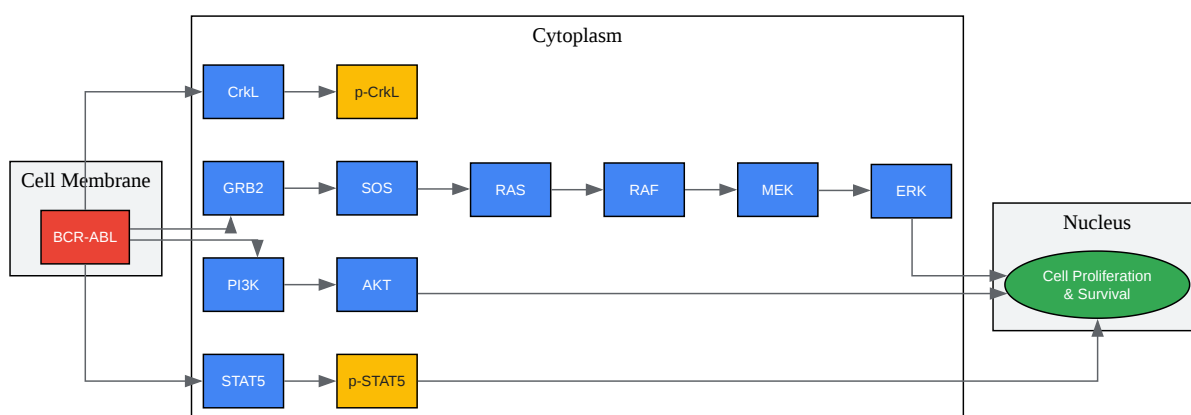 Cytoplasm
CrkL
p-CrkL
Cell Membrane
GRB2
SOS
RAS
RAF
MEK
ERK
BCR-ABL
Nucleus
PI3K
AKT
Cell Proliferation
& Survival
STAT5
p-STAT5